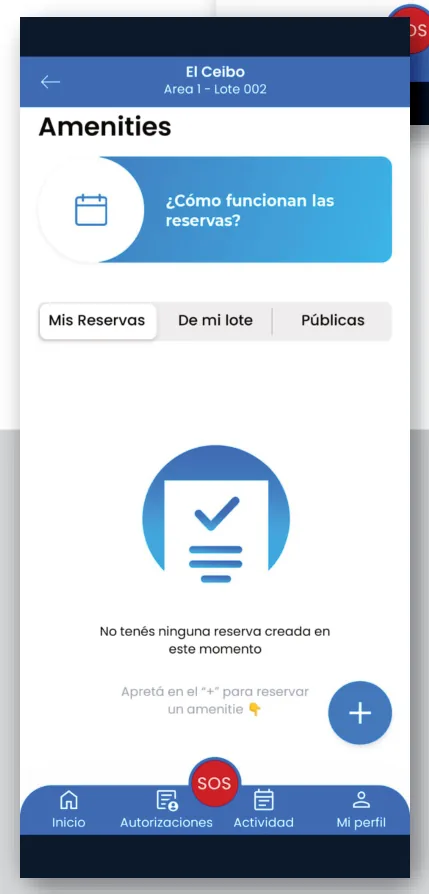 El Ceibo
Area 1 - Lote 002
Amenities
¿Cómo funcionan las
reservas?
Mis Reservas
De mi lote
Públicas
No tenés ninguna reserva creada en
este momento
Apretá en el “+” para reservar
un amenitie 👇
+
SOS
Inicio
Autorizaciones
Actividad
Mi perfil